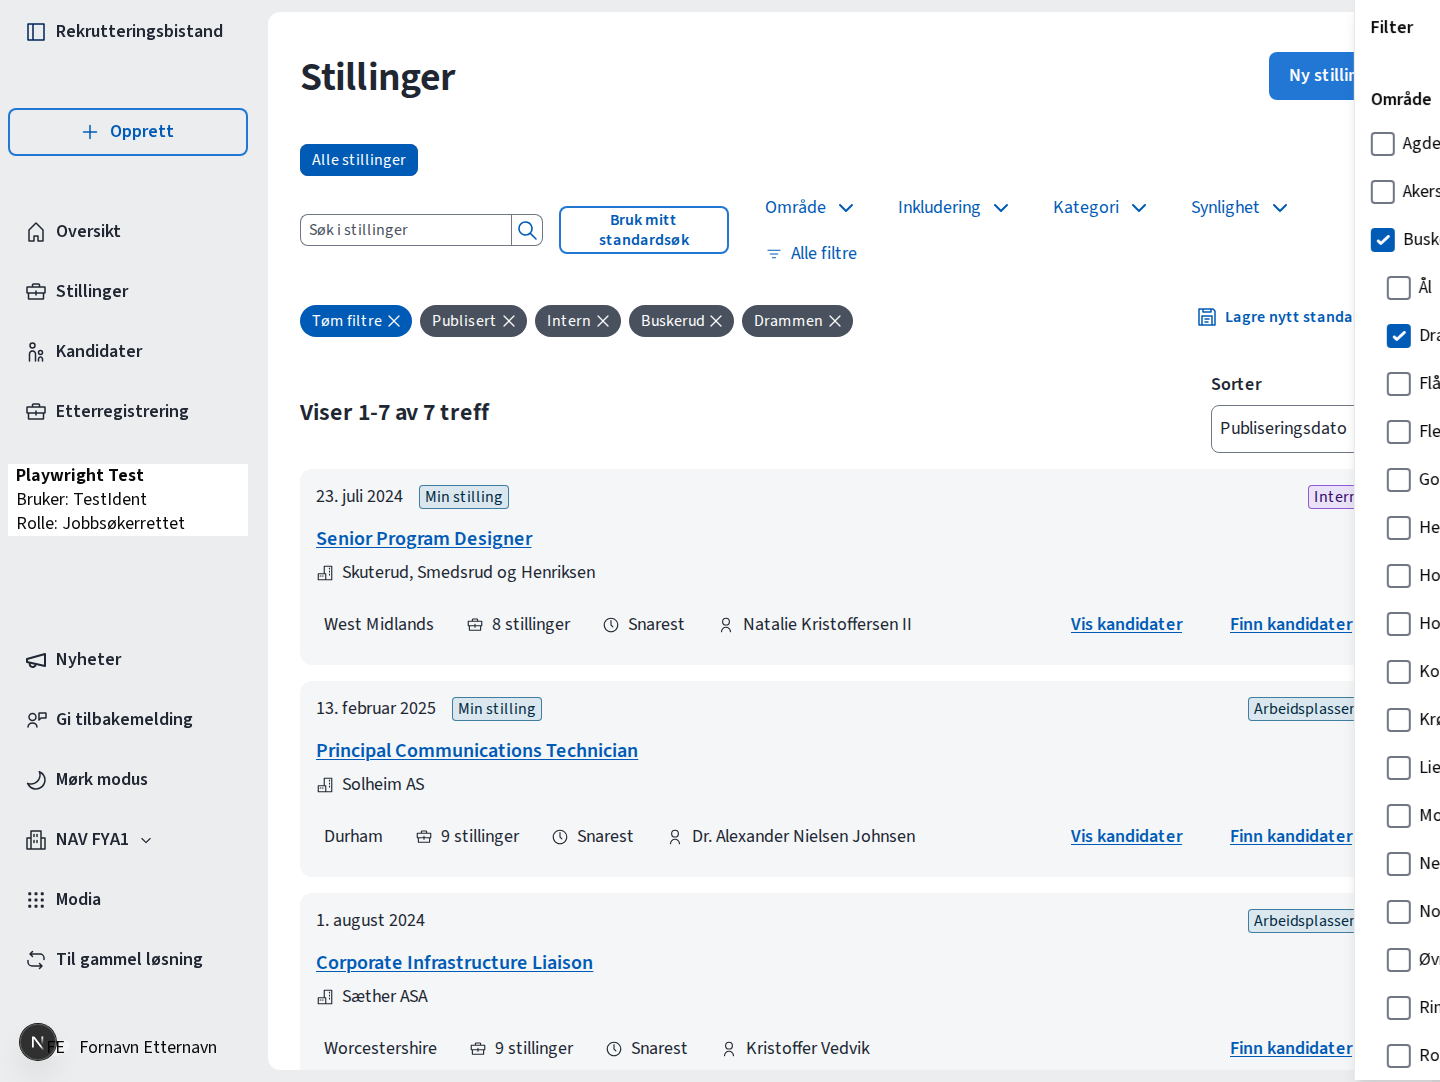 Rekrutteringsbistand
Opprett
Oversikt
Stillinger
Kandidater
Etterregistrering
Playwright Test
Bruker: TestIdent
Rolle: Jobbsøkerrettet
Nyheter
Gi tilbakemelding
Mørk modus
NAV FYA1
Modia
Til gammel løsning
N
FE Fornavn Etternavn
Stillinger
Ny stillin
Alle stillinger
Søk i stillinger
Bruk mitt
standardsøk
Område
Inkludering
Kategori
Synlighet
Alle filtre
Tøm filtre
Publisert
Intern
Buskerud
Drammen
Lagre nytt standa
Viser 1-7 av 7 treff
Sorter
Publiseringsdato
23. juli 2024 Min stilling Intern
Senior Program Designer
Skuterud, Smedsrud og Henriksen
West Midlands 8 stillinger Snarest Natalie Kristoffersen II Vis kandidater Finn kandidater
13. februar 2025 Min stilling Arbeidsplassen
Principal Communications Technician
Solheim AS
Durham 9 stillinger Snarest Dr. Alexander Nielsen Johnsen Vis kandidater Finn kandidater
1. august 2024 Arbeidsplassen
Corporate Infrastructure Liaison
Sæther ASA
Worcestershire 9 stillinger Snarest Kristoffer Vedvik Finn kandidater
Filter
Område
Agde
Akers
Busk
Ål
Dra
Flå
Fle
Go
He
Ho
Ho
Ko
Krø
Lie
Mo
Ne
No
Øv
Rin
Ro